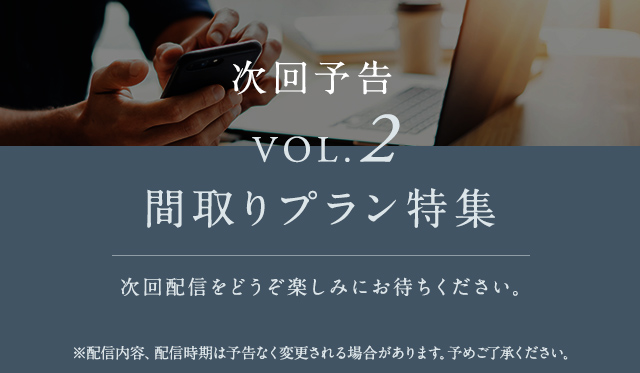 次回予告
VOL.2
間取りプラン特集
次回配信をどうぞ楽しみにお待ちください。
※配信内容、配信時期は予告なく変更される場合があります。予めご了承ください。